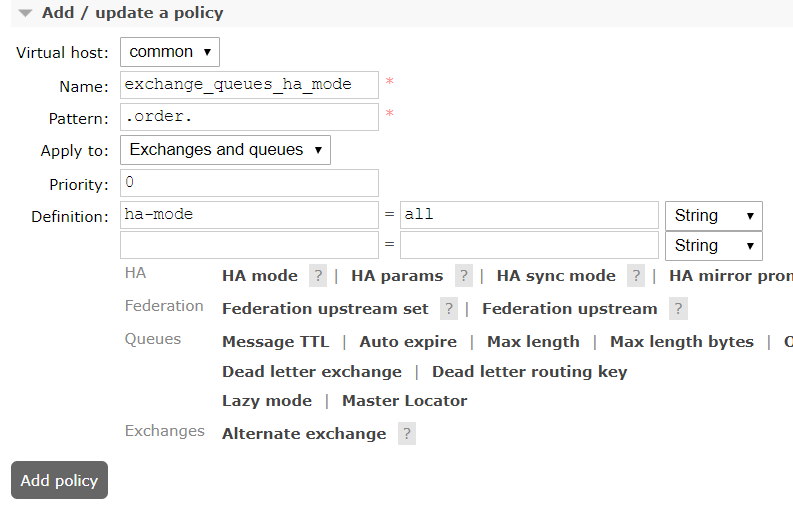 Add / update a policy
Virtual host: common
Name: exchange_queues_ha_mode *
Pattern: .order. *
Apply to: Exchanges and queues
Priority: 0
Definition: ha-mode = all String
= String
HA HA mode ? | HA params ? | HA sync mode ? | HA mirror pro
Federation Federation upstream set ? | Federation upstream ?
Queues Message TTL | Auto expire | Max length | Max length bytes |
Dead letter exchange | Dead letter routing key
Lazy mode | Master Locator
Exchanges Alternate exchange ?
Add policy